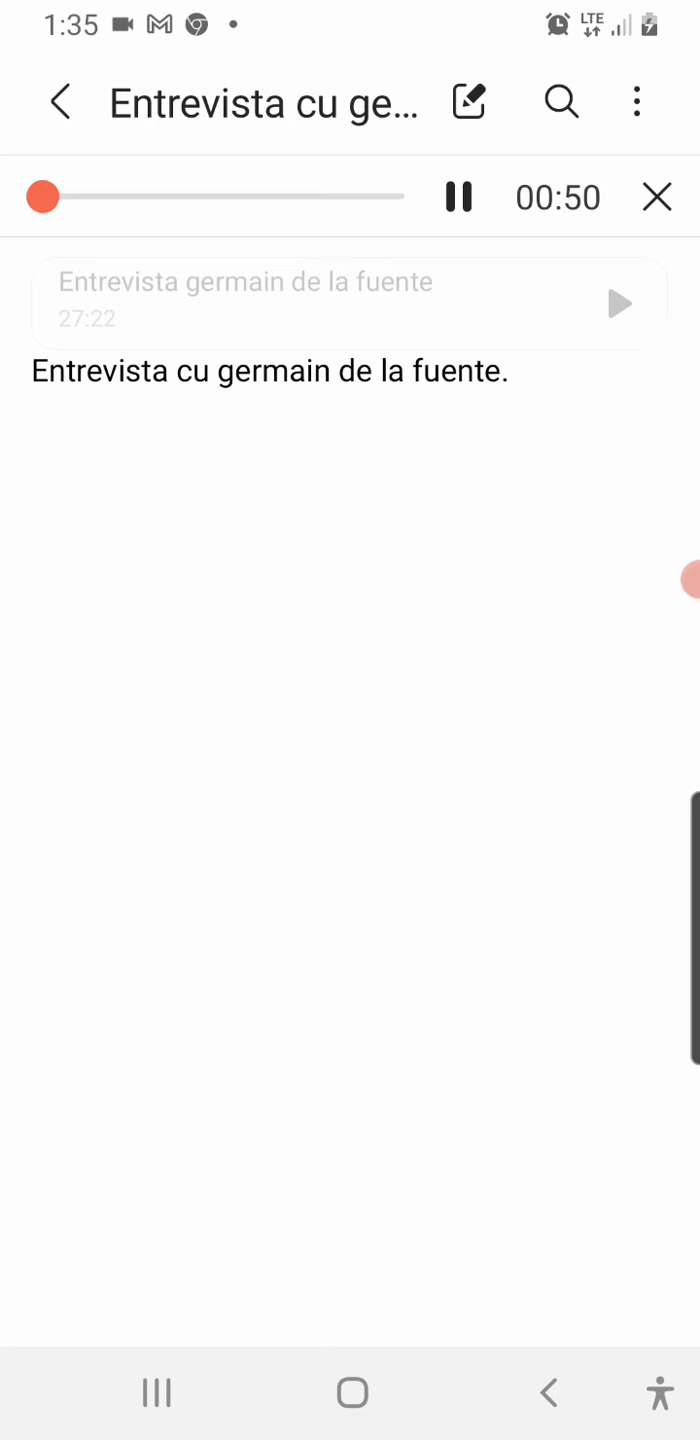 1:35
LTE
Entrevista cu ge...
00:50
Entrevista germain de la fuente
27:22
Entrevista cu germain de la fuente.